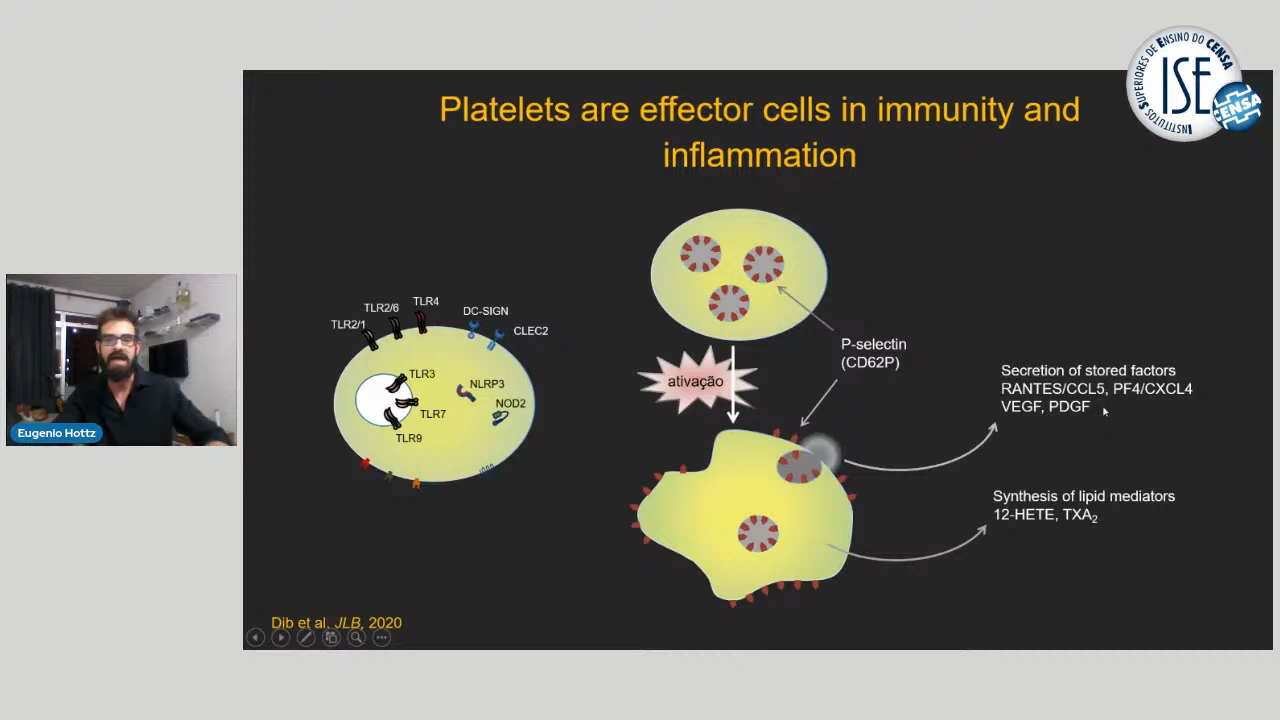 INSTITUTOS SUPERIORES DE ENSINO DO CENSA
ISE
CENSA
Platelets are effector cells in immunity and
inflammation
TLR2/1
TLR2/6
TLR4
DC-SIGN
CLEC2
TLR3
TLR7
TLR9
NLRP3
NOD2
P-selectin
(CD62P)
ativação
Secretion of stored factors
RANTES/CCL5, PF4/CXCL4
VEGF, PDGF
Synthesis of lipid mediators
12-HETE, TXA₂
Eugenio Hottz
Dib et al, JLB, 2020